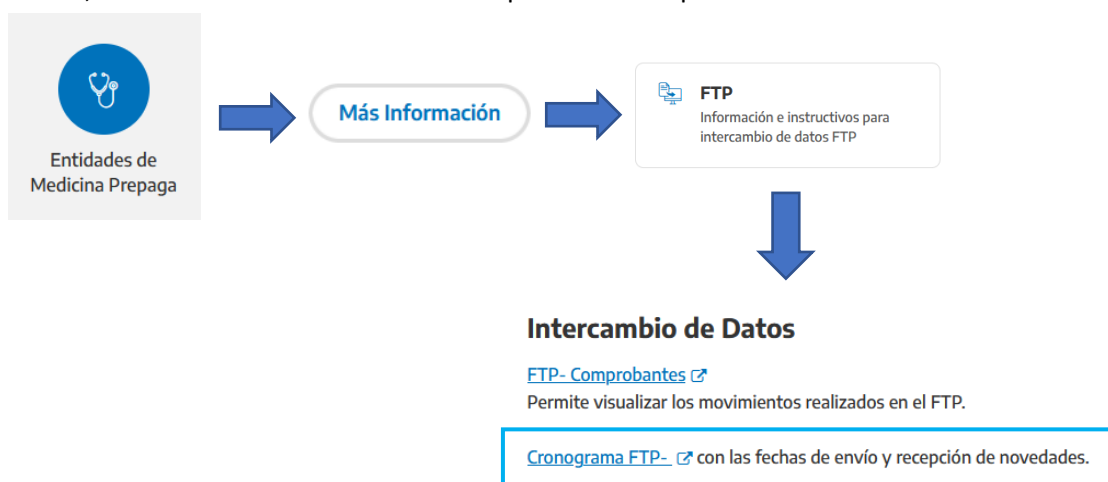 Entidades de
Medicina Prepaga
Más Información
FTP
Información e instructivos para
intercambio de datos FTP
Intercambio de Datos
FTP- Comprobantes
Permite visualizar los movimientos realizados en el FTP.
Cronograma FTP- con las fechas de envío y recepción de novedades.